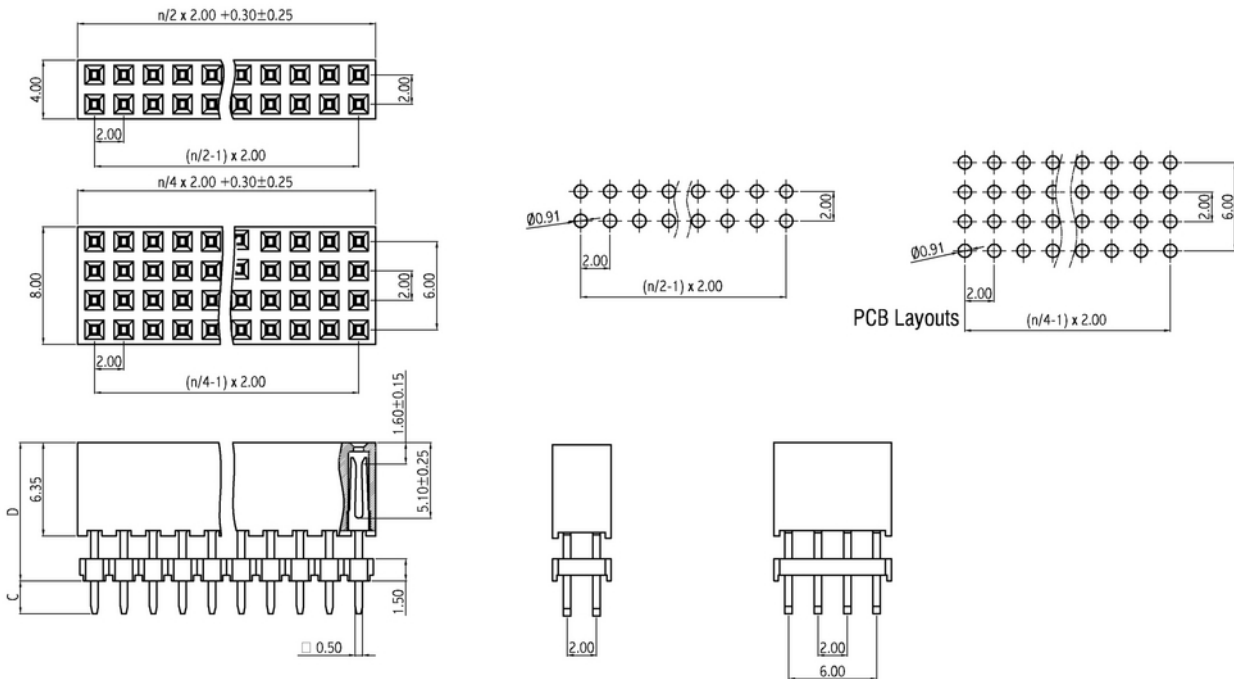 n/2 x 2.00 +0.30±0.25
4.00
2.00
2.00
(n/2-1) x 2.00
n/4 x 2.00 +0.30±0.25
8.00
2.00
6.00
2.00
(n/4-1) x 2.00
Ø0.91
2.00
2.00
(n/2-1) x 2.00
Ø0.91
2.00
6.00
2.00
PCB Layouts
(n/4-1) x 2.00
1.60±0.15
5.10±0.25
6.35
D
C
1.50
□ 0.50
2.00
2.00
6.00